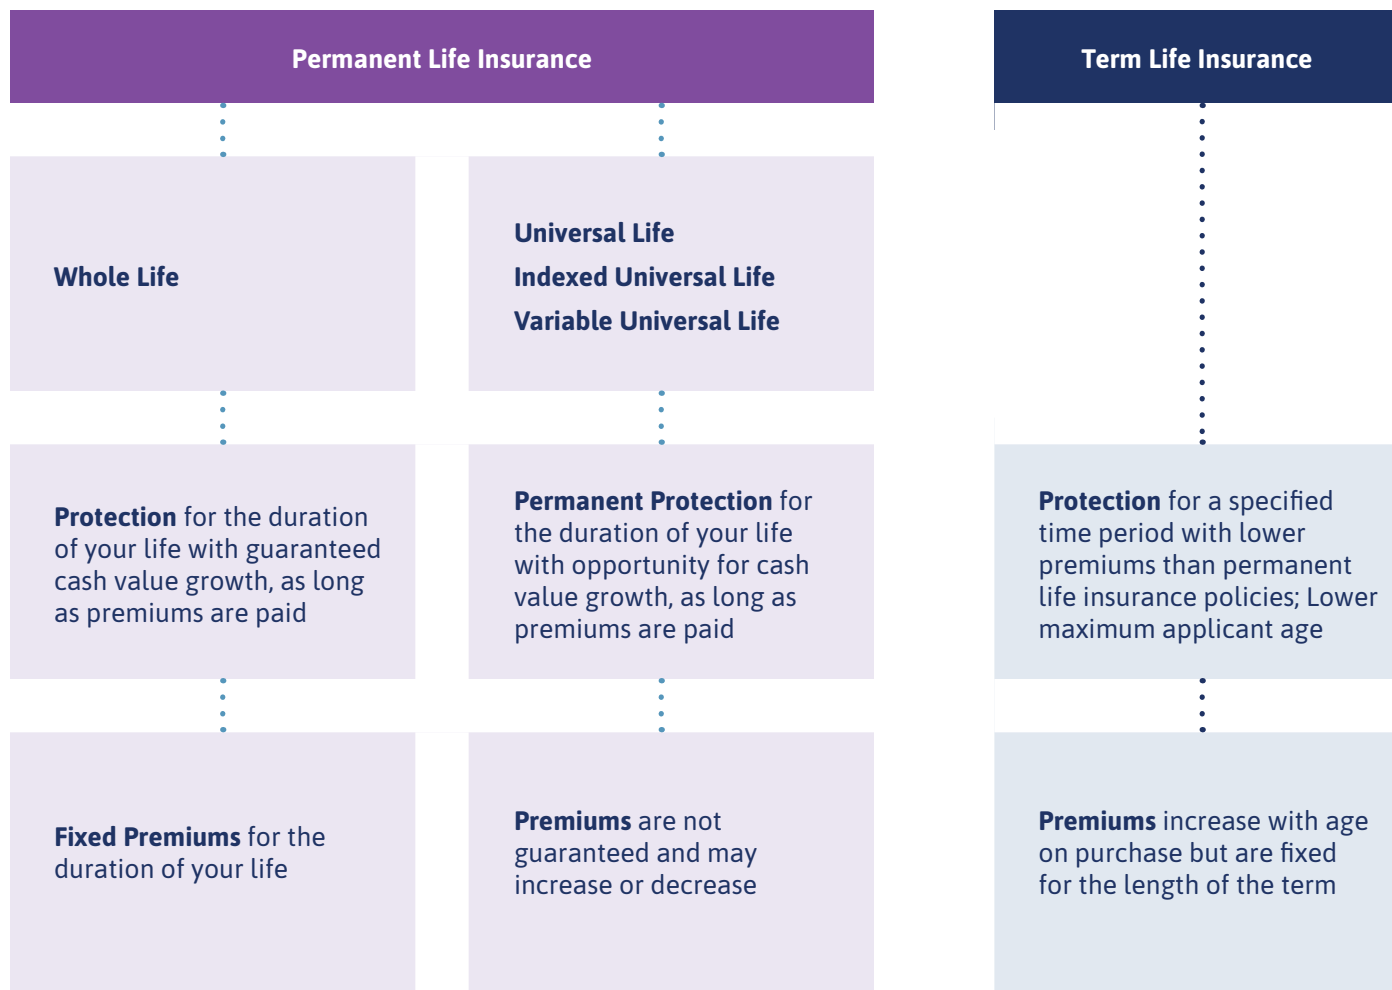 Permanent Life Insurance
Term Life Insurance
Whole Life
Universal Life
Indexed Universal Life
Variable Universal Life
Protection for the duration
of your life with guaranteed
cash value growth, as long
as premiums are paid
Permanent Protection for
the duration of your life
with opportunity for cash
value growth, as long as
premiums are paid
Protection for a specified
time period with lower
premiums than permanent
life insurance policies; Lower
maximum applicant age
Fixed Premiums for the
duration of your life
Premiums are not
guaranteed and may
increase or decrease
Premiums increase with age
on purchase but are fixed
for the length of the term